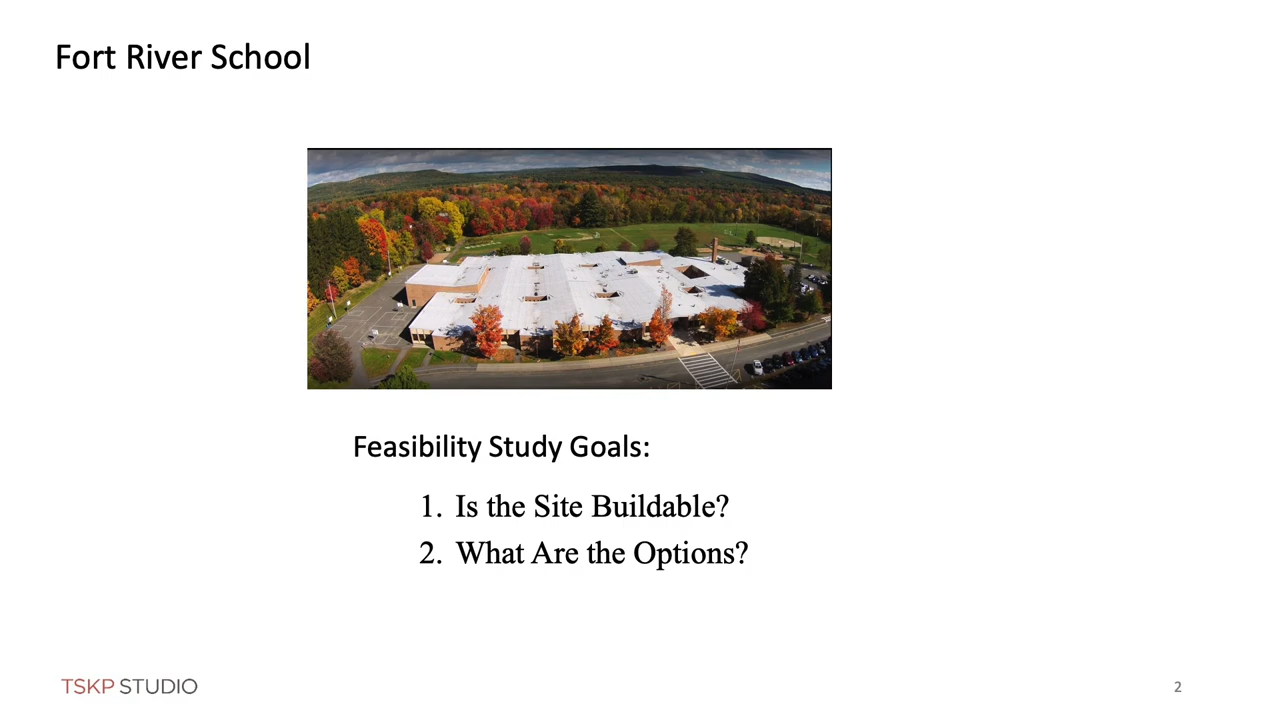 Fort River School
Feasibility Study Goals:
1. Is the Site Buildable?
2. What Are the Options?
TSKP STUDIO
2